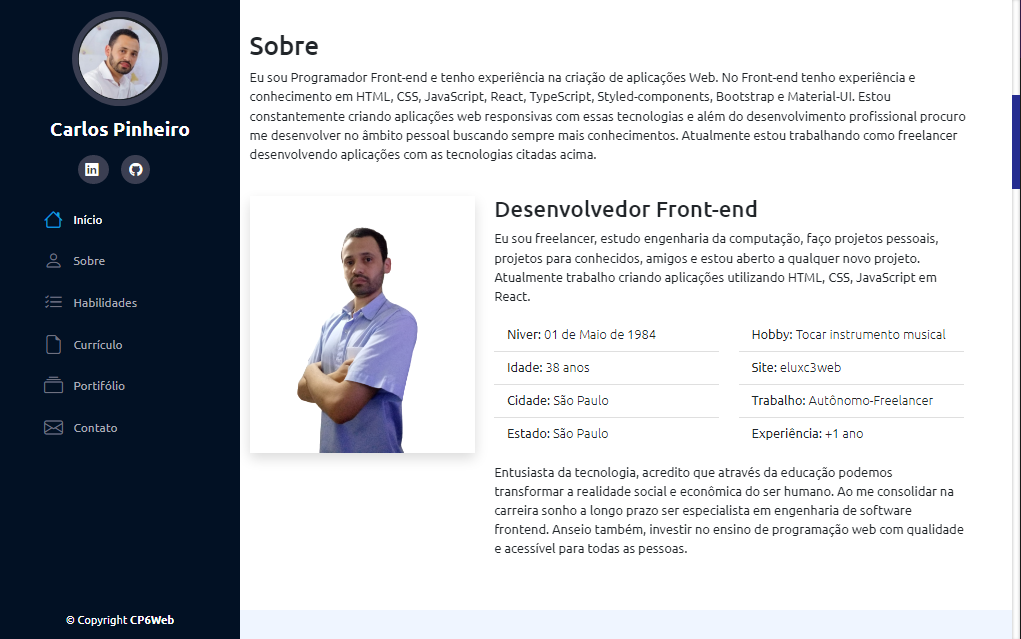 Carlos Pinheiro
in
Início
Sobre
Habilidades
Currículo
Portifólio
Contato
© Copyright CP6Web
Sobre
Eu sou Programador Front-end e tenho experiência na criação de aplicações Web. No Front-end tenho experiência e
conhecimento em HTML, CSS, JavaScript, React, TypeScript, Styled-components, Bootstrap e Material-UI. Estou
constantemente criando aplicações web responsivas com essas tecnologias e além do desenvolvimento profissional procuro
me desenvolver no âmbito pessoal buscando sempre mais conhecimentos. Atualmente estou trabalhando como freelancer
desenvolvendo aplicações com as tecnologias citadas acima.
Desenvolvedor Front-end
Eu sou freelancer, estudo engenharia da computação, faço projetos pessoais,
projetos para conhecidos, amigos e estou aberto a qualquer novo projeto.
Atualmente trabalho criando aplicações utilizando HTML, CSS, JavaScript em
React.
Niver: 01 de Maio de 1984
Idade: 38 anos
Cidade: São Paulo
Estado: São Paulo
Hobby: Tocar instrumento musical
Site: eluxc3web
Trabalho: Autônomo-Freelancer
Experiência: +1 ano
Entusiasta da tecnologia, acredito que através da educação podemos
transformar a realidade social e econômica do ser humano. Ao me consolidar na
carreira sonho a longo prazo ser especialista em engenharia de software
frontend. Anseio também, investir no ensino de programação web com qualidade
e acessível para todas as pessoas.